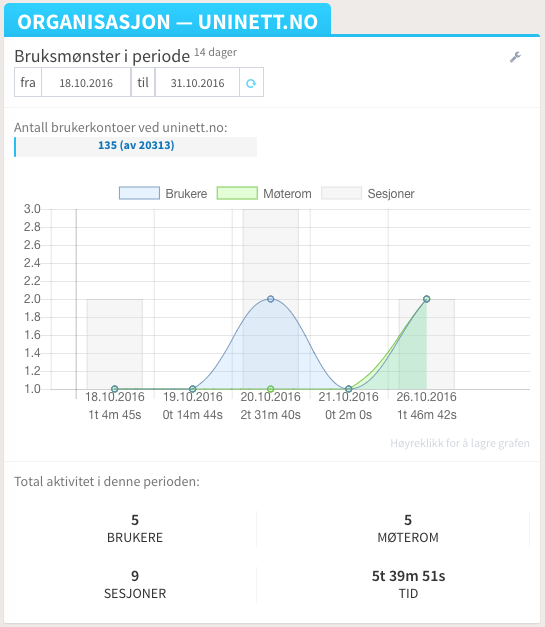 ORGANISASJON — UNINETT.NO
Bruksmønster i periode 14 dager
fra 18.10.2016 til 31.10.2016
Antall brukerkontoer ved uninett.no:
135 (av 20313)
Brukere Møterom Sesjoner
3.0
2.8
2.6
2.4
2.2
2.0
1.8
1.6
1.4
1.2
1.0
18.10.2016 19.10.2016 20.10.2016 21.10.2016 26.10.2016
1t 4m 45s 0t 14m 44s 2t 31m 40s 0t 2m 0s 1t 46m 42s
Høyreklikk for å lagre grafen
Total aktivitet i denne perioden:
5 5
BRUKERE MØTEROM
9 5t 39m 51s
SESJONER TID